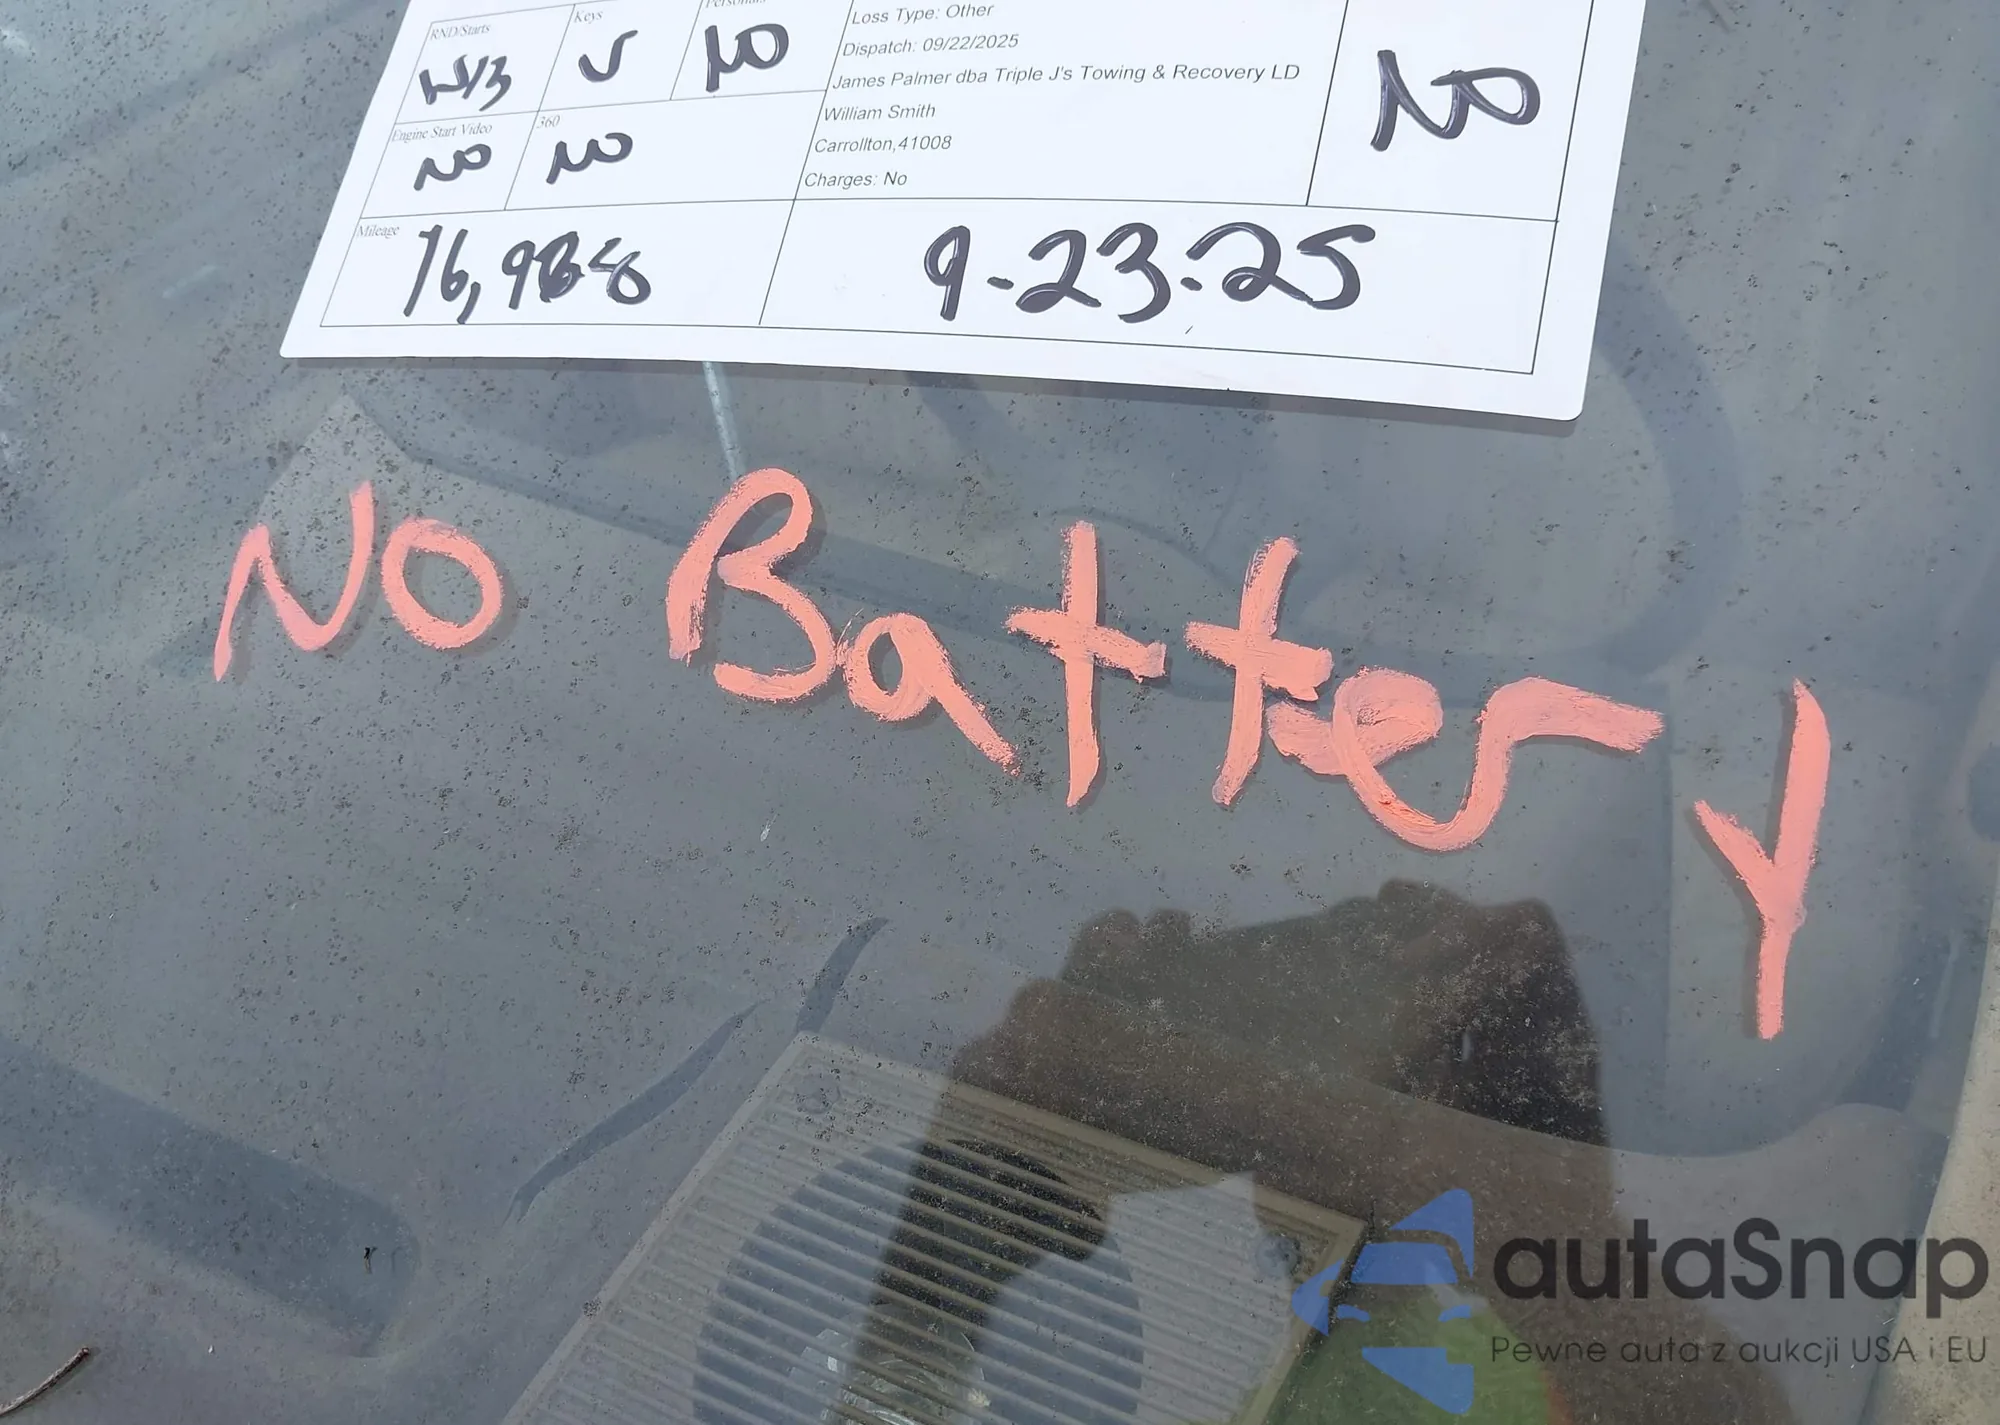 RND/Starts
Keys
V
Personals
NO
Engine Start Video
NO
360
NO
Loss Type: Other
Dispatch: 09/22/2025
James Palmer dba Triple J's Towing & Recovery LD
William Smith
Carrollton,41008
Charges: No
NO
Mileage
76,988
9-23-25
NO Battery
autaSnap
Pewne auta z aukcji USA i EU